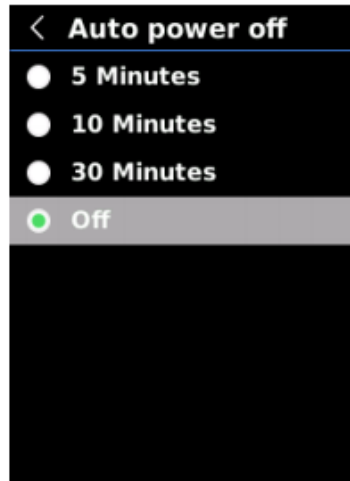 Auto power off
5 Minutes
10 Minutes
30 Minutes
Off